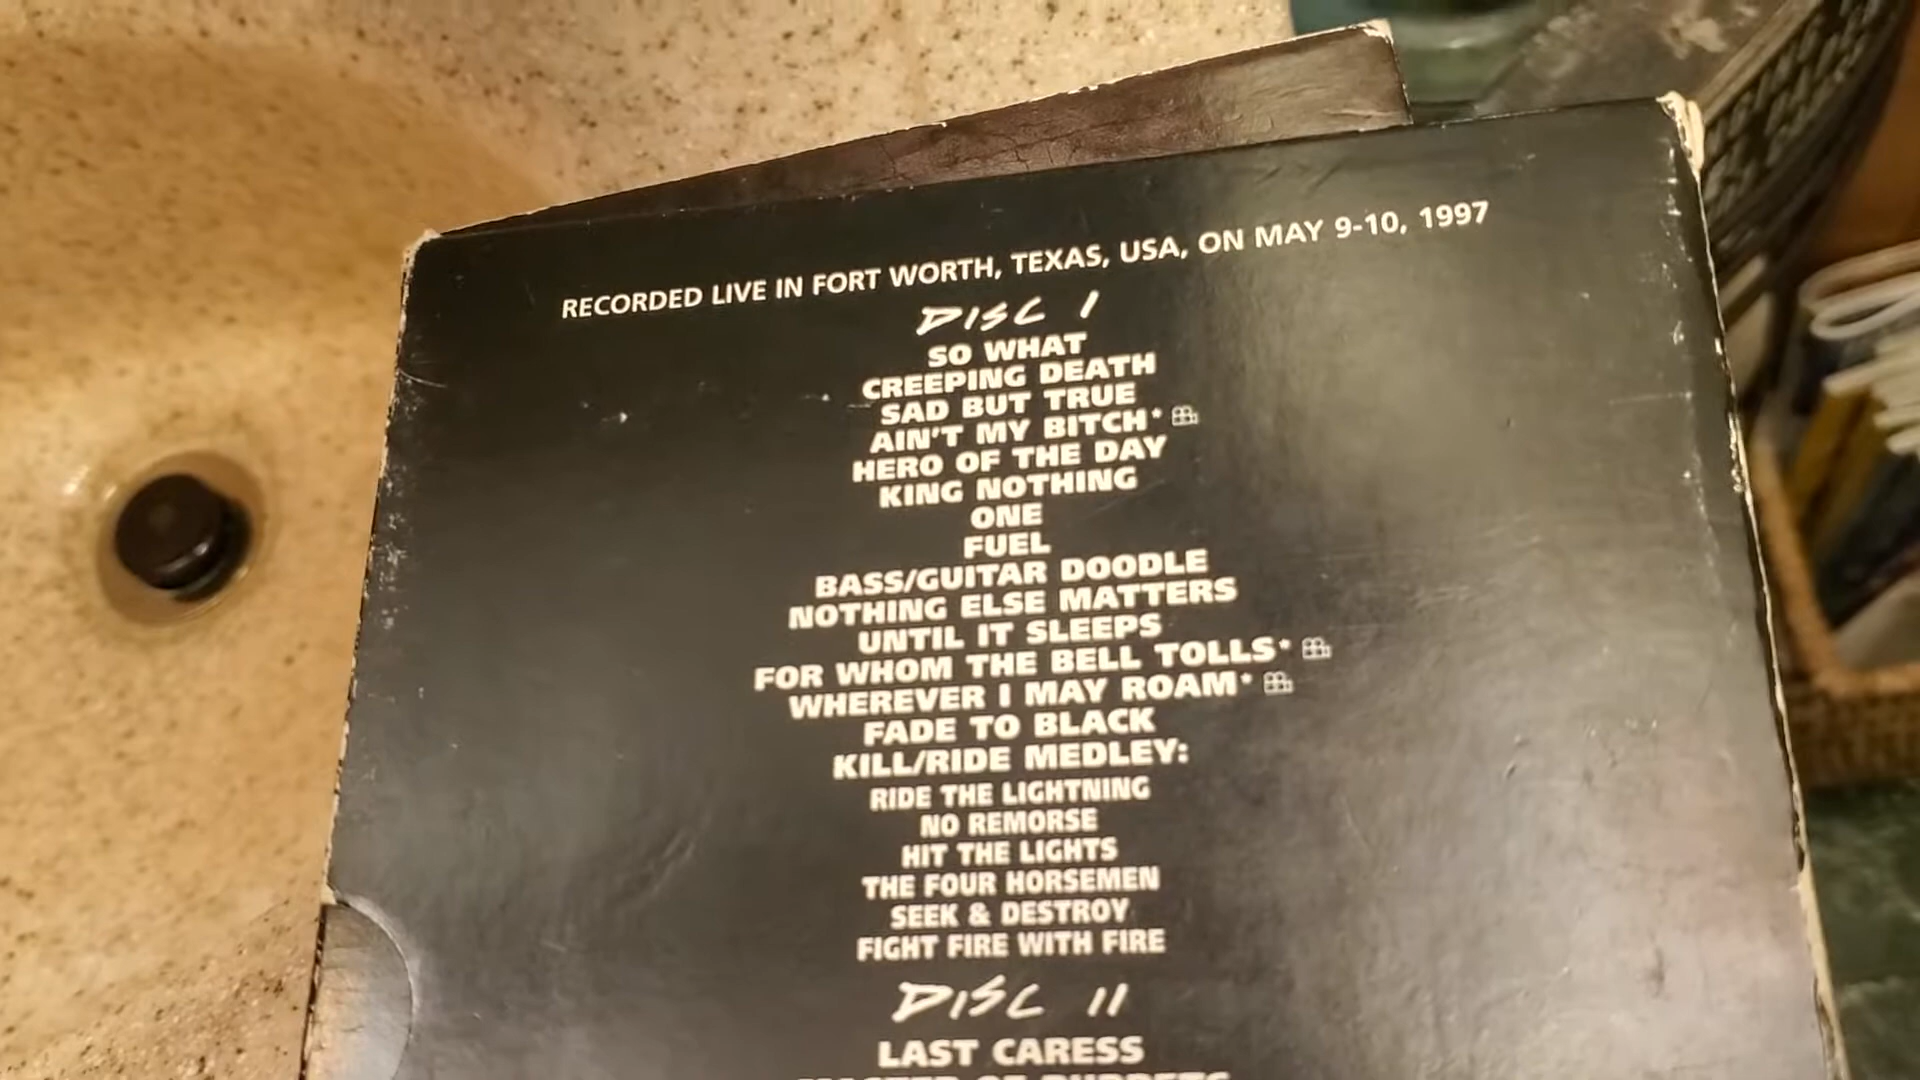 RECORDED LIVE IN FORT WORTH, TEXAS, USA, ON MAY 9-10, 1997
DISC I
SO WHAT
CREEPING DEATH
SAD BUT TRUE
AIN'T MY BITCH*
HERO OF THE DAY
KING NOTHING
ONE
FUEL
BASS/GUITAR DOODLE
NOTHING ELSE MATTERS
UNTIL IT SLEEPS
FOR WHOM THE BELL TOLLS*
WHEREVER I MAY ROAM*
FADE TO BLACK
KILL/RIDE MEDLEY:
RIDE THE LIGHTNING
NO REMORSE
HIT THE LIGHTS
THE FOUR HORSEMEN
SEEK & DESTROY
FIGHT FIRE WITH FIRE
DISC II
LAST CARESS
MASTER OF PUPPETS